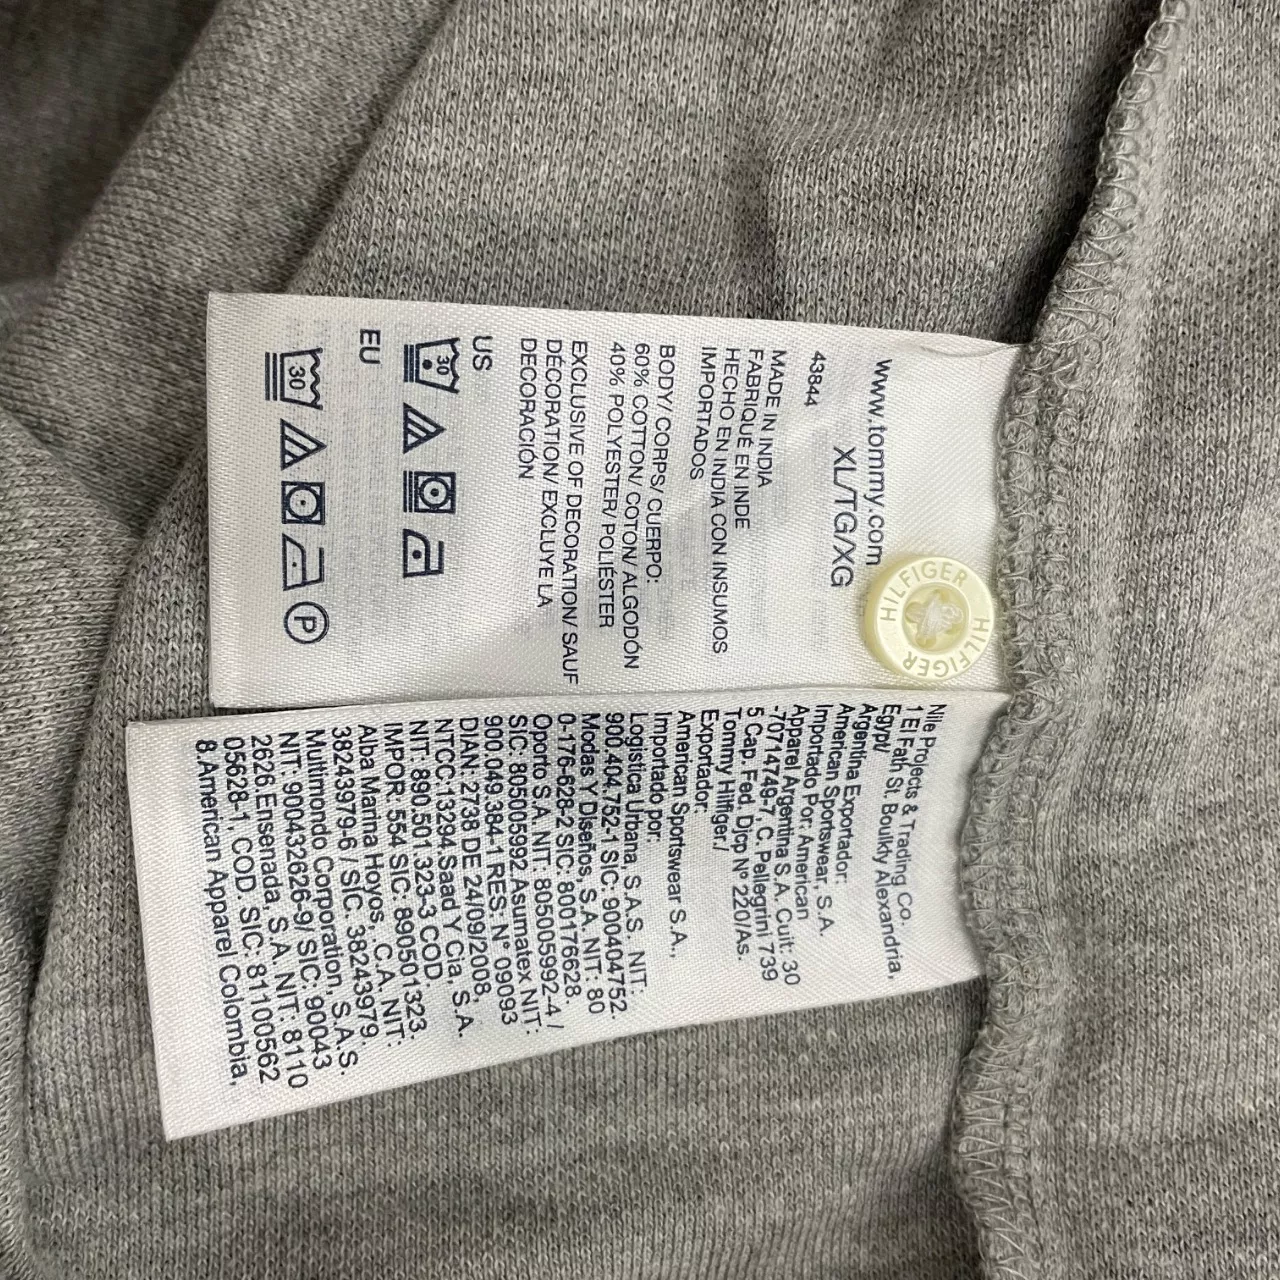 www.tommy.com
XL/TG/XG
43844
MADE IN INDIA
FABRIQUÉ EN INDE
HECHO EN INDIA CON INSUMOS
IMPORTADOS
BODY/ CORPS/ CUERPO:
60% COTTON/ COTON/ ALGODÓN
40% POLYESTER/ POLIÉSTER
EXCLUSIVE OF DECORATION/ SAUF
DÉCORATION/ EXCLUYE LA
DECORACIÓN
US
30
EU
30
P
HILFIGER HILFIGER
Nile Projects & Trading Co.
1 El Fath St. Boulkly Alexandria,
Egypt/
Argentina Exportador:
American Sportswear, S.A.
Importado Por: American
Apparel Argentina S.A. Cuit: 30
-70714749-7, C. Pellegrini 739
5 Cap. Fed. Djcp Nº 220/As.
Tommy Hilfiger./
Exportador:
American Sportswear S.A.,
Importado por:
Logistica Urbana, S.A.S. NIT:
900.404.752-1 SIC: 900404752.
Modas Y Diseños, S.A. NIT: 80
0-176-628-2 SIC: 800176628.
Oporto S.A. NIT: 805005992-4 /
SIC: 805005992.Asumatex NIT:
900.049.384-1 RES: N° 09093
DIAN: 2738 DE 24/09/2008,
NTCC-13294.Saad Y Cia, S.A.
NIT: 890.501.323-3 COD.
IMPOR: 554 SIC: 890501323.
Alba Marina Hoyos, .C.A. NIT:
38243979-6 / SIC: 38243979.
Multimondo Corporation, S.A.S.
NIT: 900432626-9/ SIC: 90043
2626.Ensenada, S.A. NIT: 8110
05628-1, COD. SIC: 81100562
8.American Apparel Colombia,